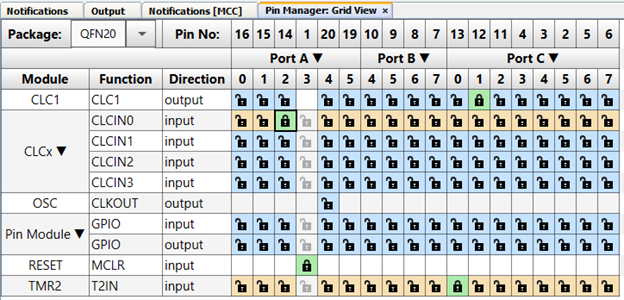 Notifications Output Notifications [MCC] Pin Manager: Grid View
Package: QFN20 Pin No: 16 15 14 1 20 19 10 9 8 7 13 12 11 4 3 2 5 6
Port A ▼ Port B ▼ Port C ▼
Module Function Direction 0 1 2 3 4 5 4 5 6 7 0 1 2 3 4 5 6 7
CLC1 CLC1 output
CLCx ▼ CLCIN0 input
CLCIN1 input
CLCIN2 input
CLCIN3 input
OSC CLKOUT output
Pin Module ▼ GPIO input
GPIO output
RESET MCLR input
TMR2 T2IN input